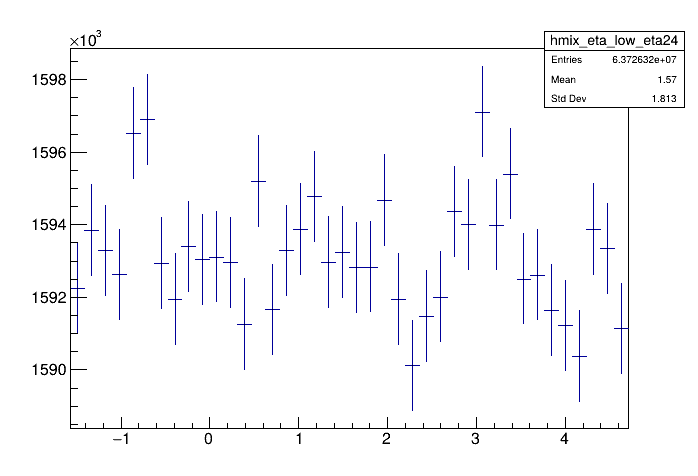 ×10³
hmix_eta_low_eta24
Entries 6.372632e+07
Mean 1.57
Std Dev 1.813
1598
1596
1594
1592
1590
−1 0 1 2 3 4